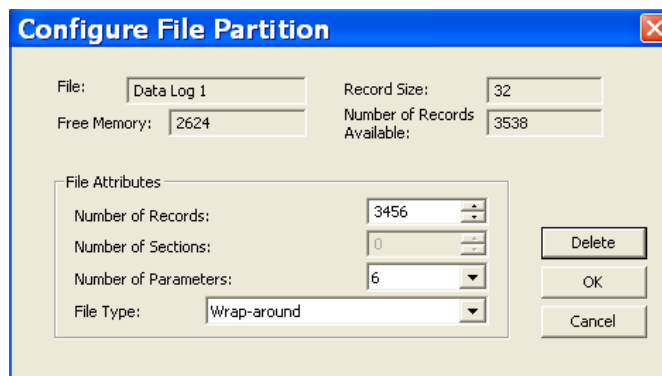 Configure File Partition
File: Data Log 1 Record Size: 32
Free Memory: 2624 Number of Records Available: 3538
File Attributes
Number of Records: 3456
Number of Sections: 0
Number of Parameters: 6
File Type: Wrap-around
Delete
OK
Cancel